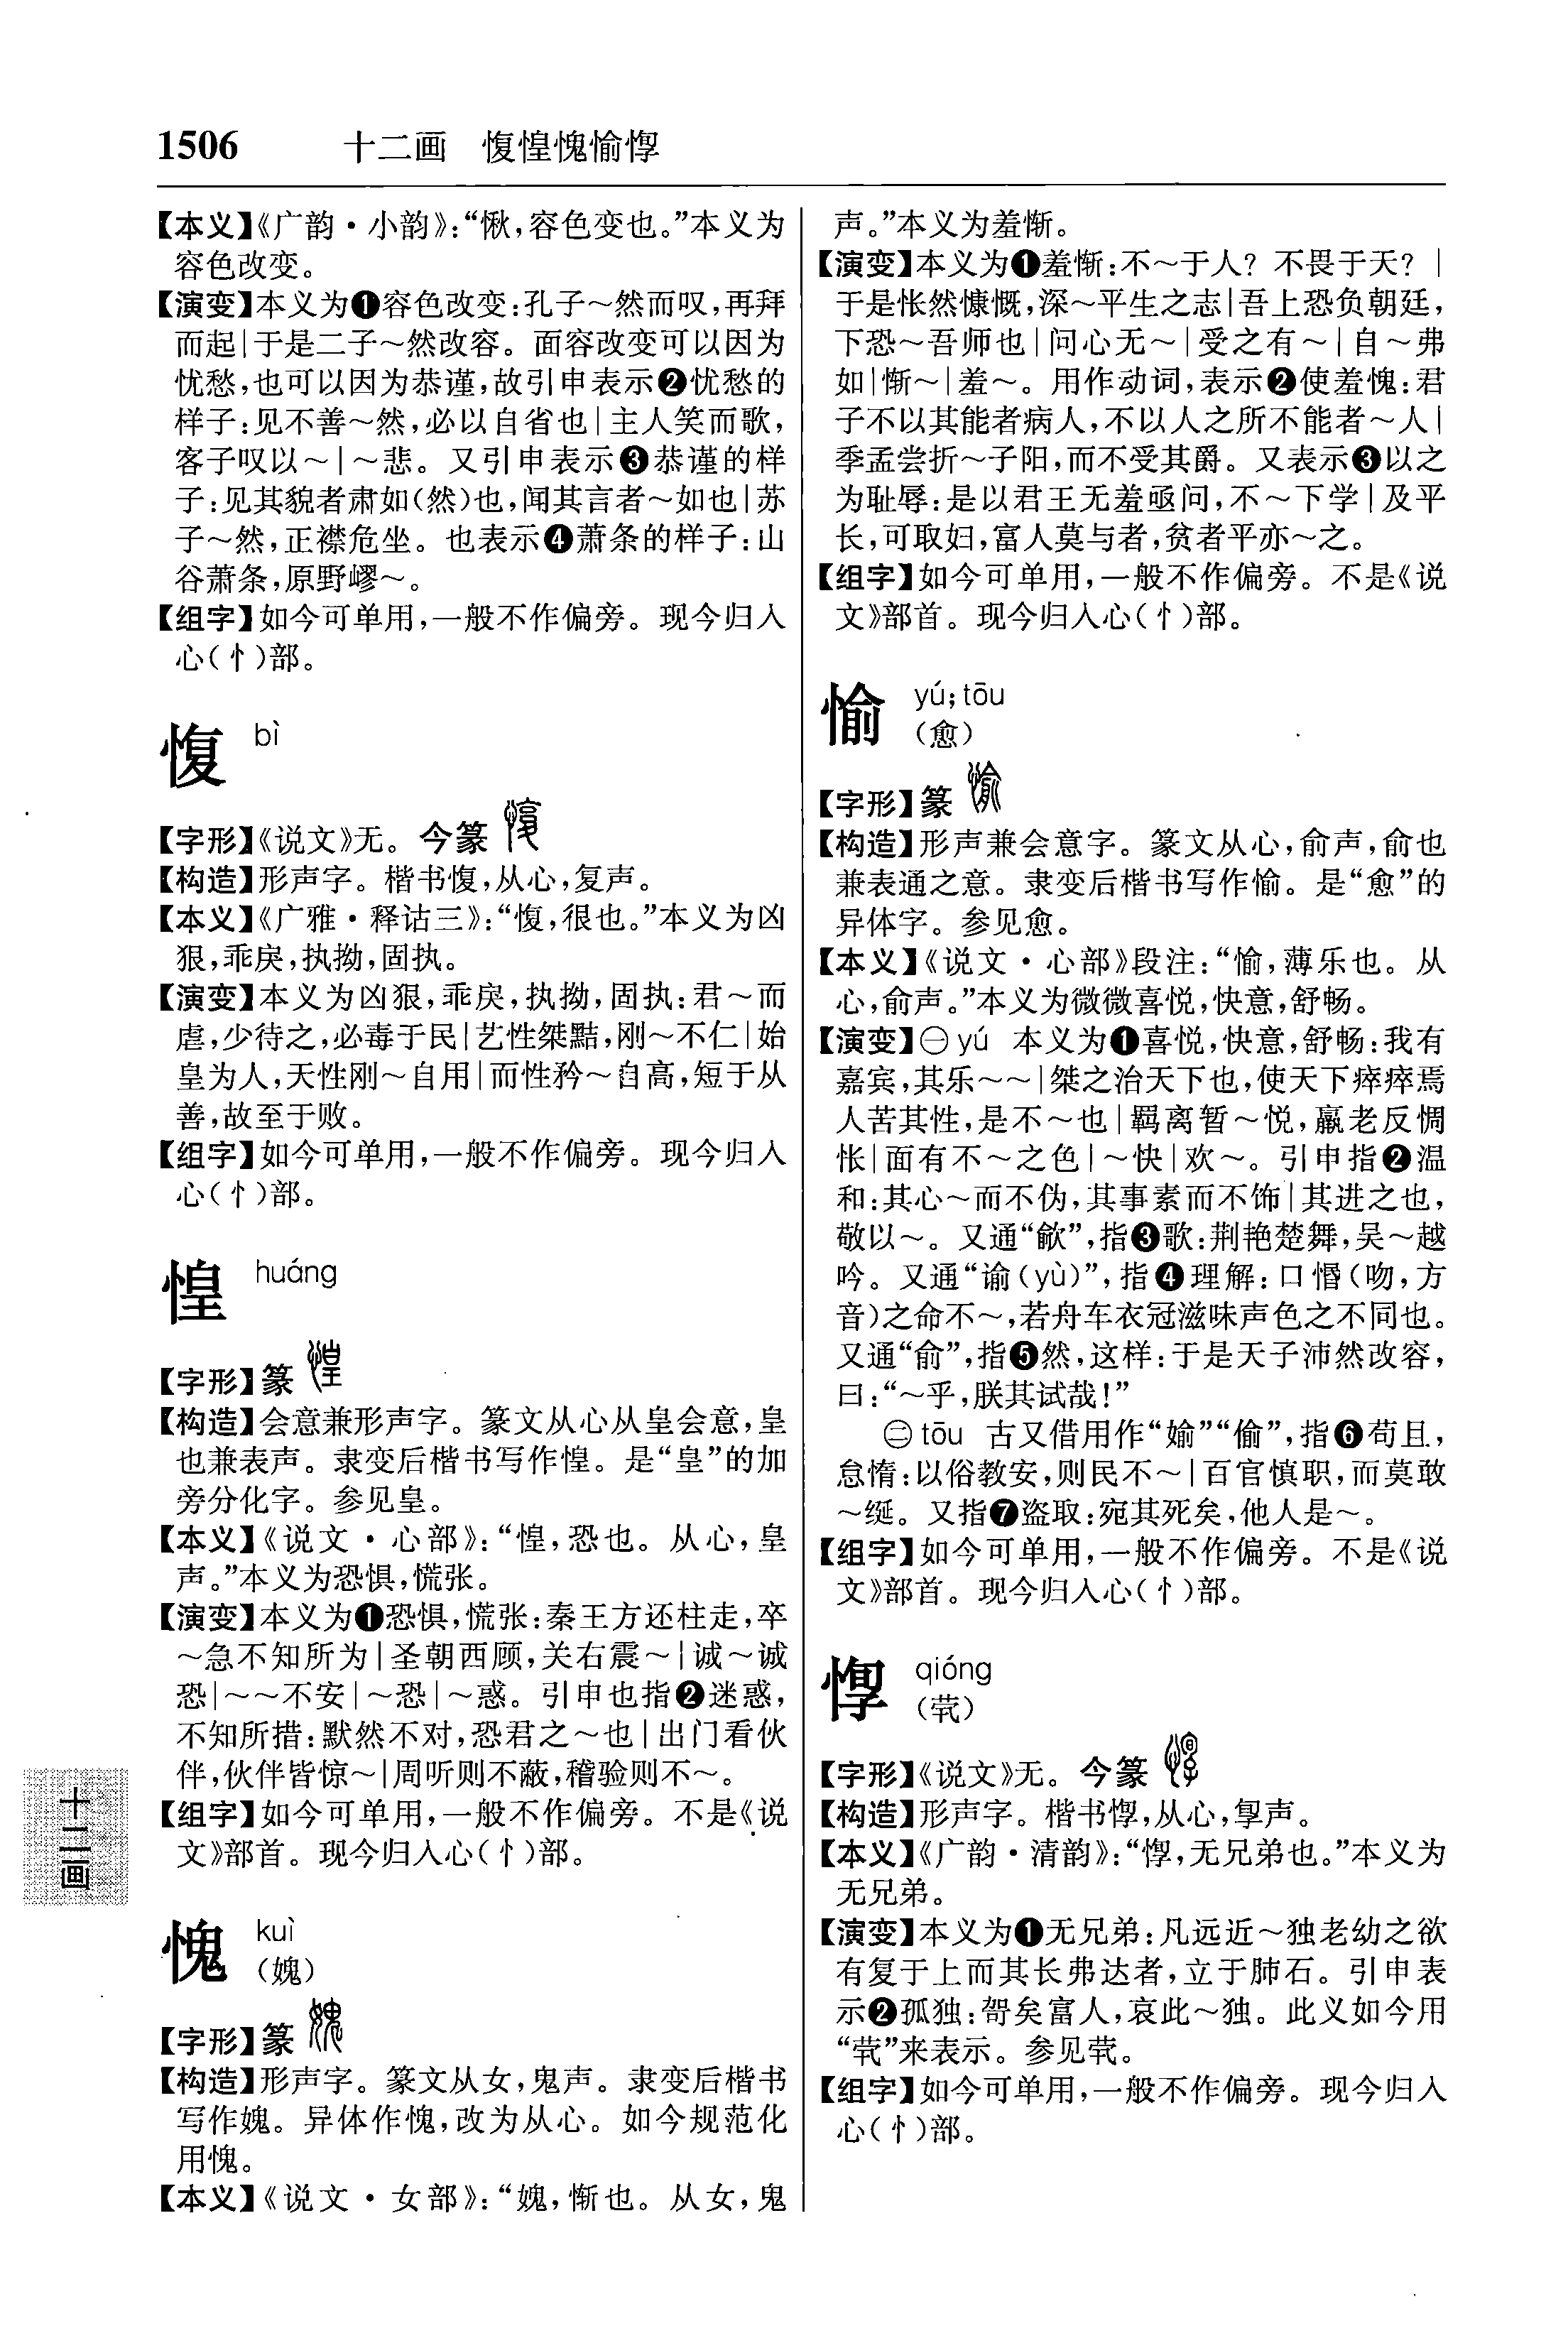 1506 十二画 愎惶愧愉惸
【本义】《广韵·小韵》：“愀，容色变也。”本义为
容色改变。
【演变】本义为❶容色改变：孔子～然而叹，再拜
而起|于是二子～然改容。面容改变可以因为
忧愁，也可以因为恭谨，故引申表示❷忧愁的
样子：见不善～然，必以自省也|主人笑而歌，
客子叹以～|～悲。又引申表示❸恭谨的样
子：见其貌者肃如(然)也，闻其言者～如也|苏
子～然，正襟危坐。也表示❹萧条的样子：山
谷萧条，原野嵺～。
【组字】如今可单用，一般不作偏旁。现今归入
心(忄)部。
愎 bì
【字形】《说文》无。今篆
【构造】形声字。楷书愎，从心，复声。
【本义】《广雅·释诂三》：“愎，很也。”本义为凶
狠，乖戾，执拗，固执。
【演变】本义为凶狠，乖戾，执拗，固执：君～而
虐，少待之，必毒于民|艺性桀黠，刚～不仁|始
皇为人，天性刚～自用|而性矜～自高，短于从
善，故至于败。
【组字】如今可单用，一般不作偏旁。现今归入
心(忄)部。
惶 huáng
【字形】篆
【构造】会意兼形声字。篆文从心从皇会意，皇
也兼表声。隶变后楷书写作惶。是“皇”的加
旁分化字。参见皇。
【本义】《说文·心部》：“惶，恐也。从心，皇
声。”本义为恐惧，慌张。
【演变】本义为❶恐惧，慌张：秦王方还柱走，卒
～急不知所为|圣朝西顾，关右震～|诚～诚
恐|～～不安|～恐|～惑。引申也指❷迷惑，
不知所措：默然不对，恐君之～也|出门看伙
伴，伙伴皆惊～|周听则不蔽，稽验则不～。
【组字】如今可单用，一般不作偏旁。不是《说
文》部首。现今归入心(忄)部。
十二画
愧 kuì
(媿)
【字形】篆
【构造】形声字。篆文从女，鬼声。隶变后楷书
写作媿。异体作愧，改为从心。如今规范化
用愧。
【本义】《说文·女部》：“媿，惭也。从女，鬼
声。”本义为羞惭。
【演变】本义为❶羞惭：不～于人？不畏于天？|
于是怅然慷慨，深～平生之志|吾上恐负朝廷，
下恐～吾师也|问心无～|受之有～|自～弗
如|惭～|羞～。用作动词，表示❷使羞愧：君
子不以其能者病人，不以人之所不能者～人|
季孟尝折～子阳，而不受其爵。又表示❸以之
为耻辱：是以君王无羞亟问，不～下学|及平
长，可取妇，富人莫与者，贫者平亦～之。
【组字】如今可单用，一般不作偏旁。不是《说
文》部首。现今归入心(忄)部。
愉 yú；tōu
(愈)
【字形】篆
【构造】形声兼会意字。篆文从心，俞声，俞也
兼表通之意。隶变后楷书写作愉。是“愈”的
异体字。参见愈。
【本义】《说文·心部》段注：“愉，薄乐也。从
心，俞声。”本义为微微喜悦，快意，舒畅。
【演变】㊀yú 本义为❶喜悦，快意，舒畅：我有
嘉宾，其乐～～|桀之治天下也，使天下瘁瘁焉
人苦其性，是不～也|羁离暂～悦，羸老反惆
怅|面有不～之色|～快|欢～。引申指❷温
和：其心～而不伪，其事素而不饰|其进之也，
敬以～。又通“歈”，指❸歌：荆艳楚舞，吴～越
吟。又通“谕(yù)”，指❹理解：口惛(吻，方
音)之命不～，若舟车衣冠滋味声色之不同也。
又通“俞”，指❺然，这样：于是天子沛然改容，
曰：“～乎，朕其试哉！”
㊁tōu 古又借用作“婾”“偷”，指❻苟且，
怠惰：以俗教安，则民不～|百官慎职，而莫敢
～𫄧。又指❼盗取：宛其死矣，他人是～。
【组字】如今可单用，一般不作偏旁。不是《说
文》部首。现今归入心(忄)部。
惸 qióng
(茕)
【字形】《说文》无。今篆
【构造】形声字。楷书惸，从心，𠷎声。
【本义】《广韵·清韵》：“惸，无兄弟也。”本义为
无兄弟。
【演变】本义为❶无兄弟：凡远近～独老幼之欲
有复于上而其长弗达者，立于肺石。引申表
示❷孤独：哿矣富人，哀此～独。此义如今用
“茕”来表示。参见茕。
【组字】如今可单用，一般不作偏旁。现今归入
心(忄)部。